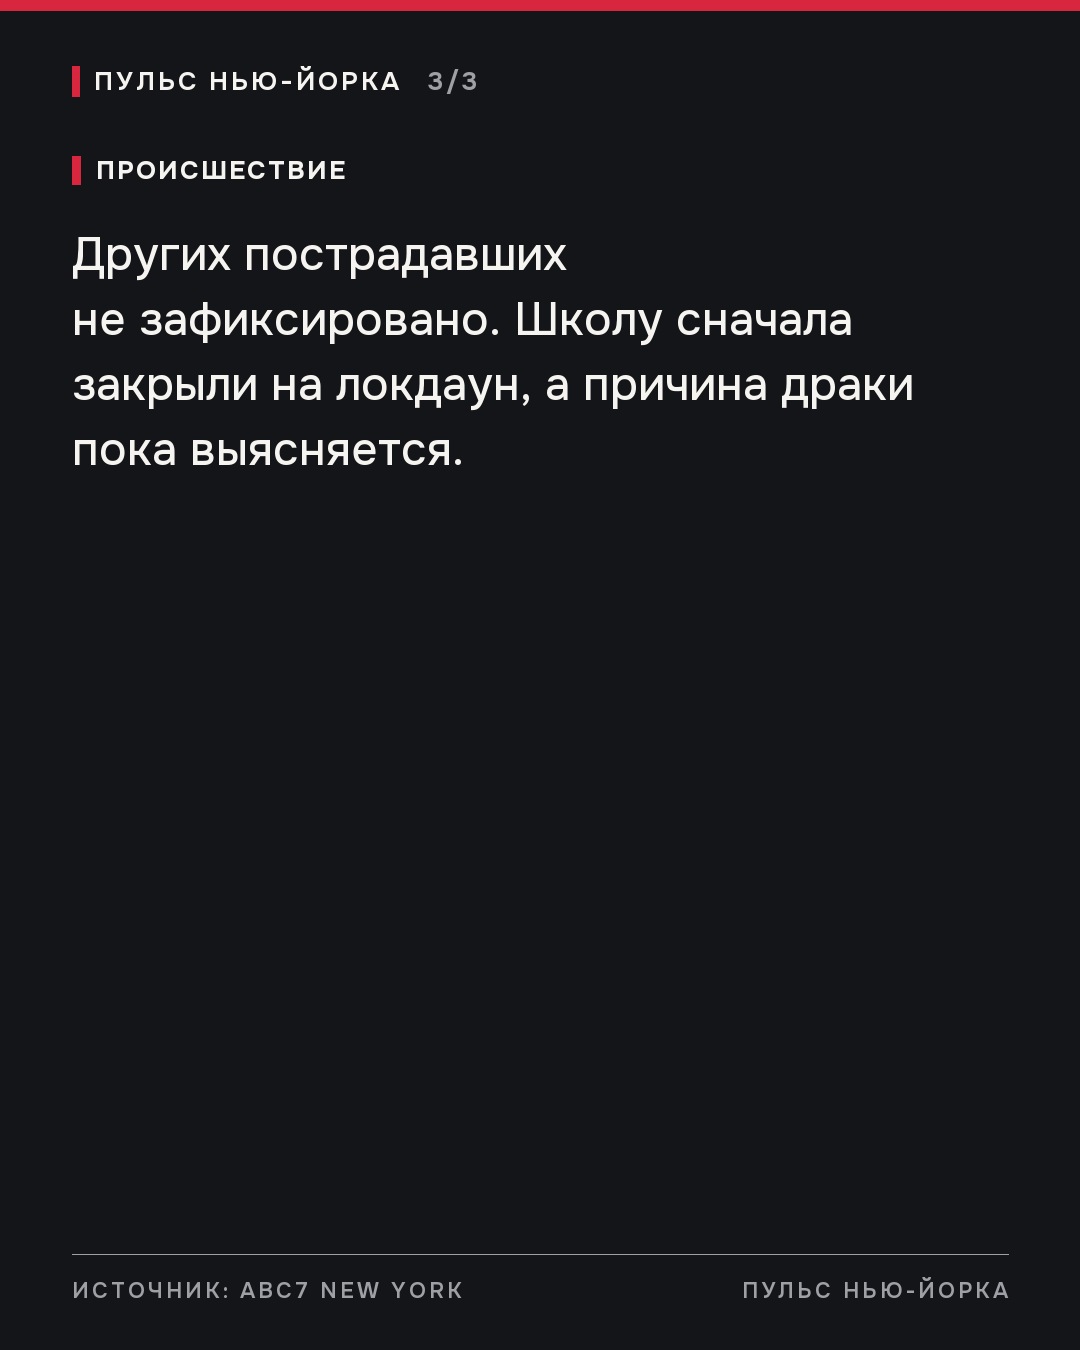 ПУЛЬС НЬЮ-ЙОРКА 3/3
ПРОИСШЕСТВИЕ
Других пострадавших
не зафиксировано. Школу сначала
закрыли на локдаун, а причина драки
пока выясняется.
ИСТОЧНИК: ABC7 NEW YORK
ПУЛЬС НЬЮ-ЙОРКА